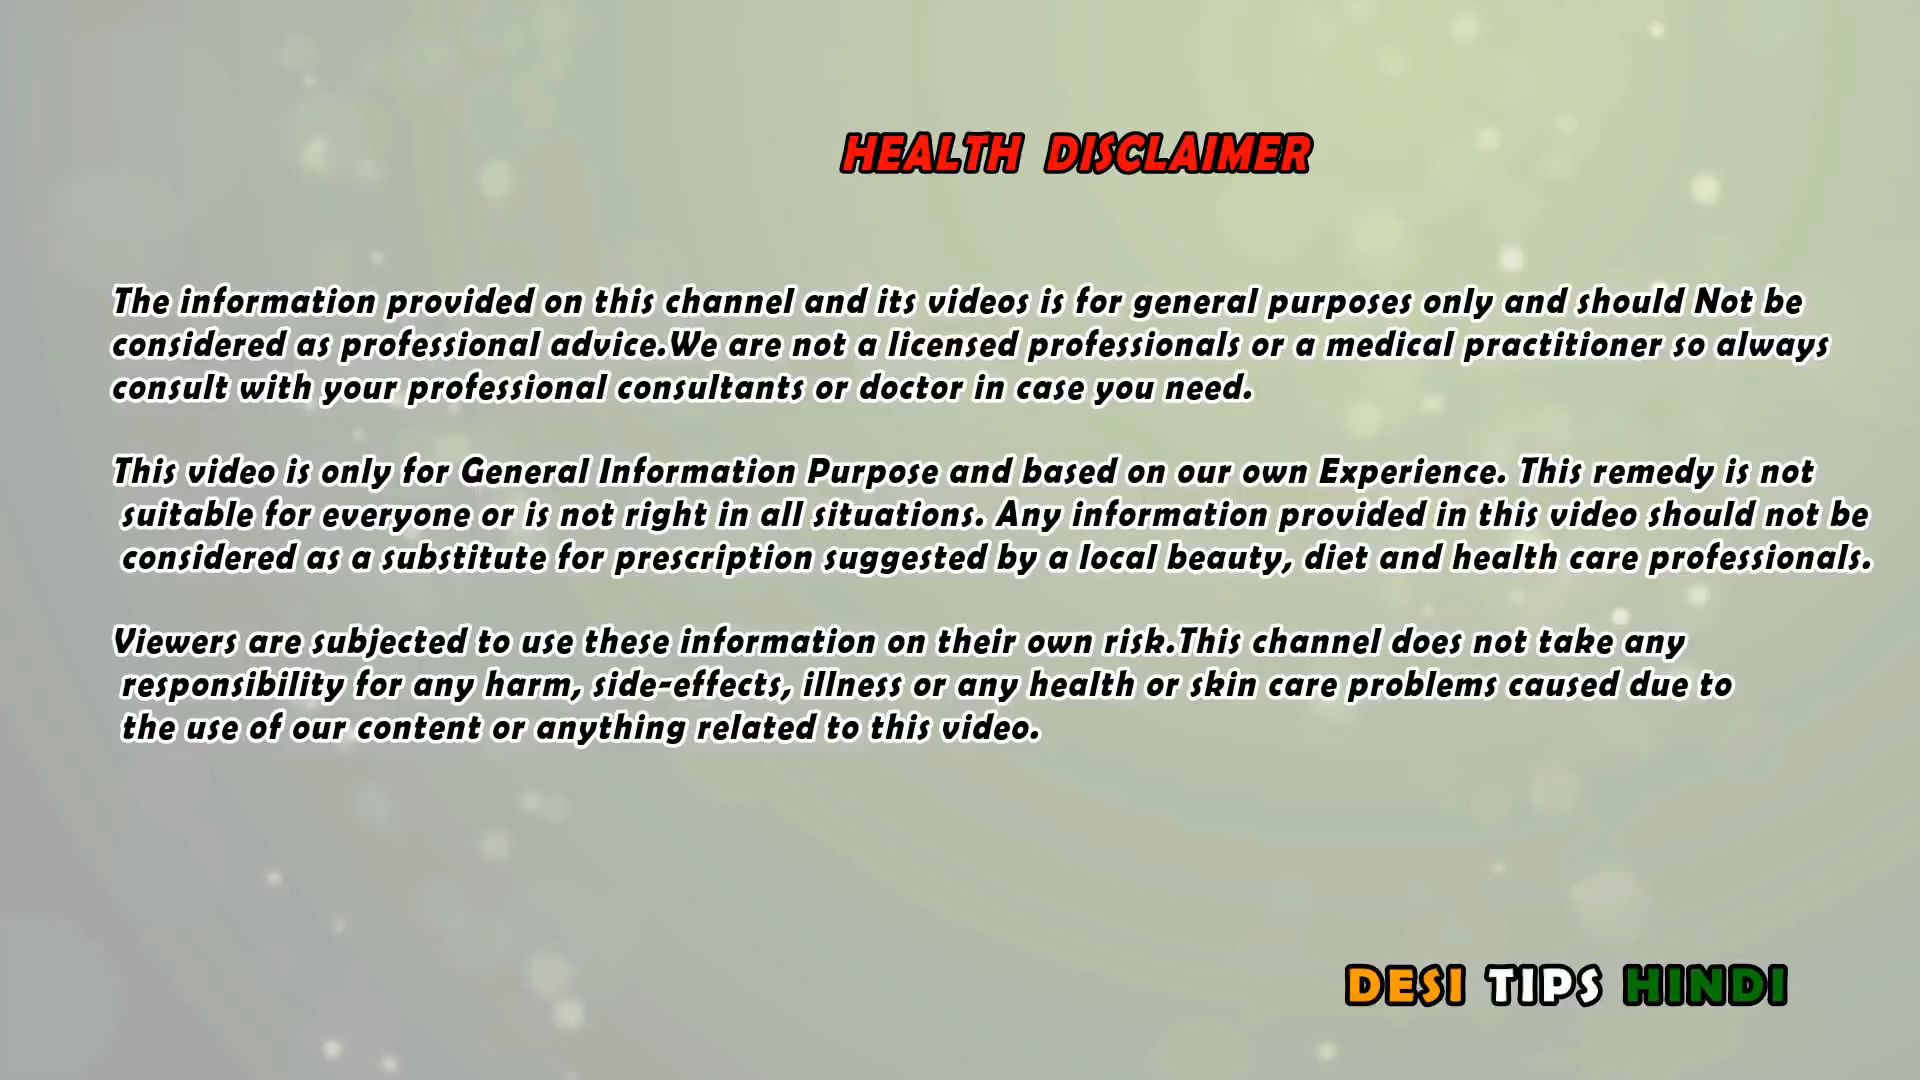 HEALTH DISCLAIMER
The information provided on this channel and its videos is for general purposes only and should Not be
considered as professional advice.We are not a licensed professionals or a medical practitioner so always
consult with your professional consultants or doctor in case you need.
This video is only for General Information Purpose and based on our own Experience. This remedy is not
suitable for everyone or is not right in all situations. Any information provided in this video should not be
considered as a substitute for prescription suggested by a local beauty, diet and health care professionals.
Viewers are subjected to use these information on their own risk.This channel does not take any
responsibility for any harm, side-effects, illness or any health or skin care problems caused due to
the use of our content or anything related to this video.
DESI TIPS HINDI